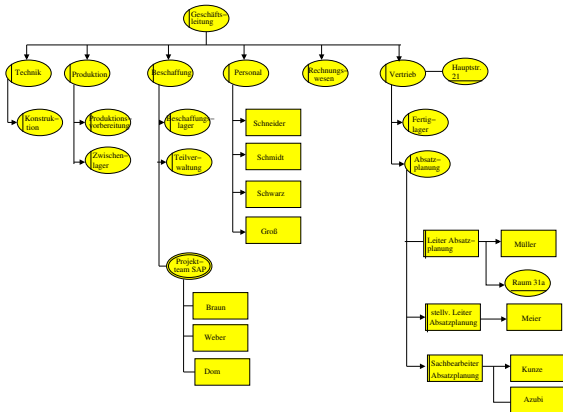 Geschäfts–
leitung
Technik
Produktion
Beschaffung
Personal
Rechnungs–
wesen
Vertrieb
Hauptstr.
21
Konstruk–
tion
Produktions–
vorbereitung
Zwischen–
lager
Beschaffungs–
lager
Teilver–
waltung
Projekt–
team SAP
Braun
Weber
Dom
Schneider
Schmidt
Schwarz
Groß
Fertig–
lager
Absatz–
planung
Leiter Absatz–
planung
Müller
Raum 31a
stellv. Leiter
Absatzplanung
Meier
Sachbearbeiter
Absatzplanung
Kunze
Azubi